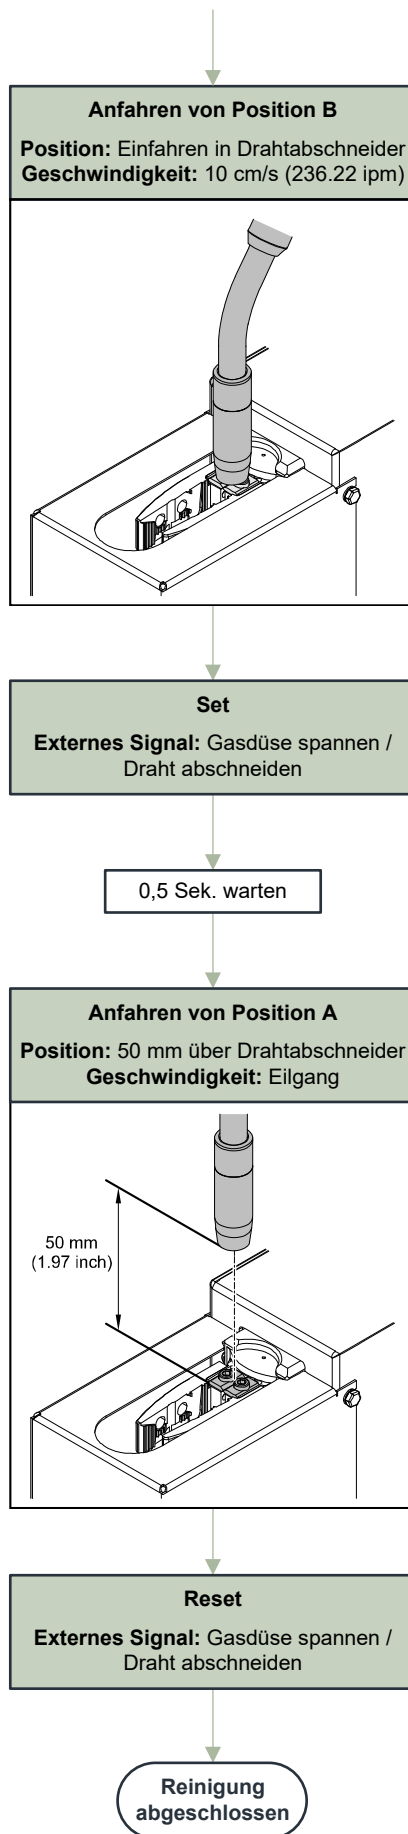 Anfahren von Position B
Position: Einfahren in Drahtabschneider
Geschwindigkeit: 10 cm/s (236.22 ipm)
Set
Externes Signal: Gasdüse spannen /
Draht abschneiden
0,5 Sek. warten
Anfahren von Position A
Position: 50 mm über Drahtabschneider
Geschwindigkeit: Eilgang
50 mm
(1.97 inch)
Reset
Externes Signal: Gasdüse spannen /
Draht abschneiden
Reinigung
abgeschlossen